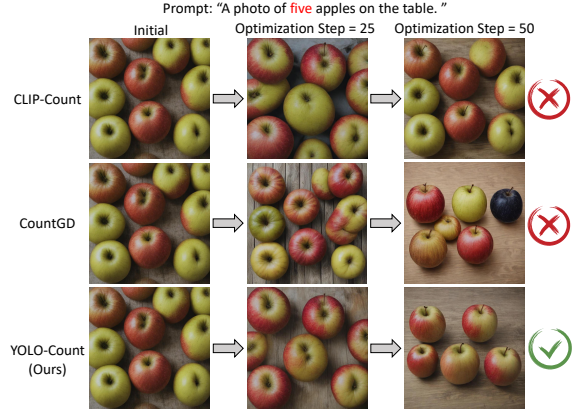 Prompt: “A photo of five apples on the table. ”
Initial
Optimization Step = 25
Optimization Step = 50
CLIP-Count
CountGD
YOLO-Count
(Ours)